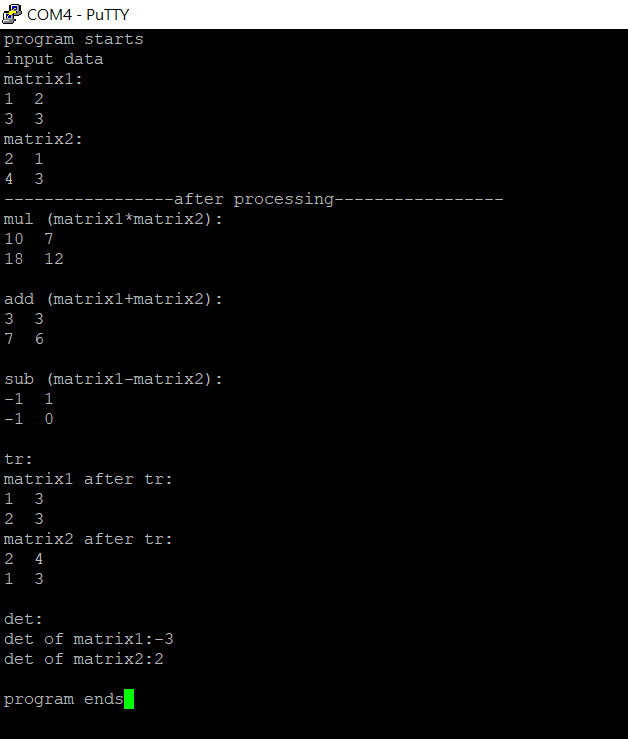 COM4 - PuTTY
program starts
input data
matrix1:
1  2
3  3
matrix2:
2  1
4  3
-----------------after processing-----------------
mul (matrix1*matrix2):
10  7
18  12
add (matrix1+matrix2):
3  3
7  6
sub (matrix1-matrix2):
-1  1
-1  0
tr:
matrix1 after tr:
1  3
2  3
matrix2 after tr:
2  4
1  3
det:
det of matrix1:-3
det of matrix2:2
program ends